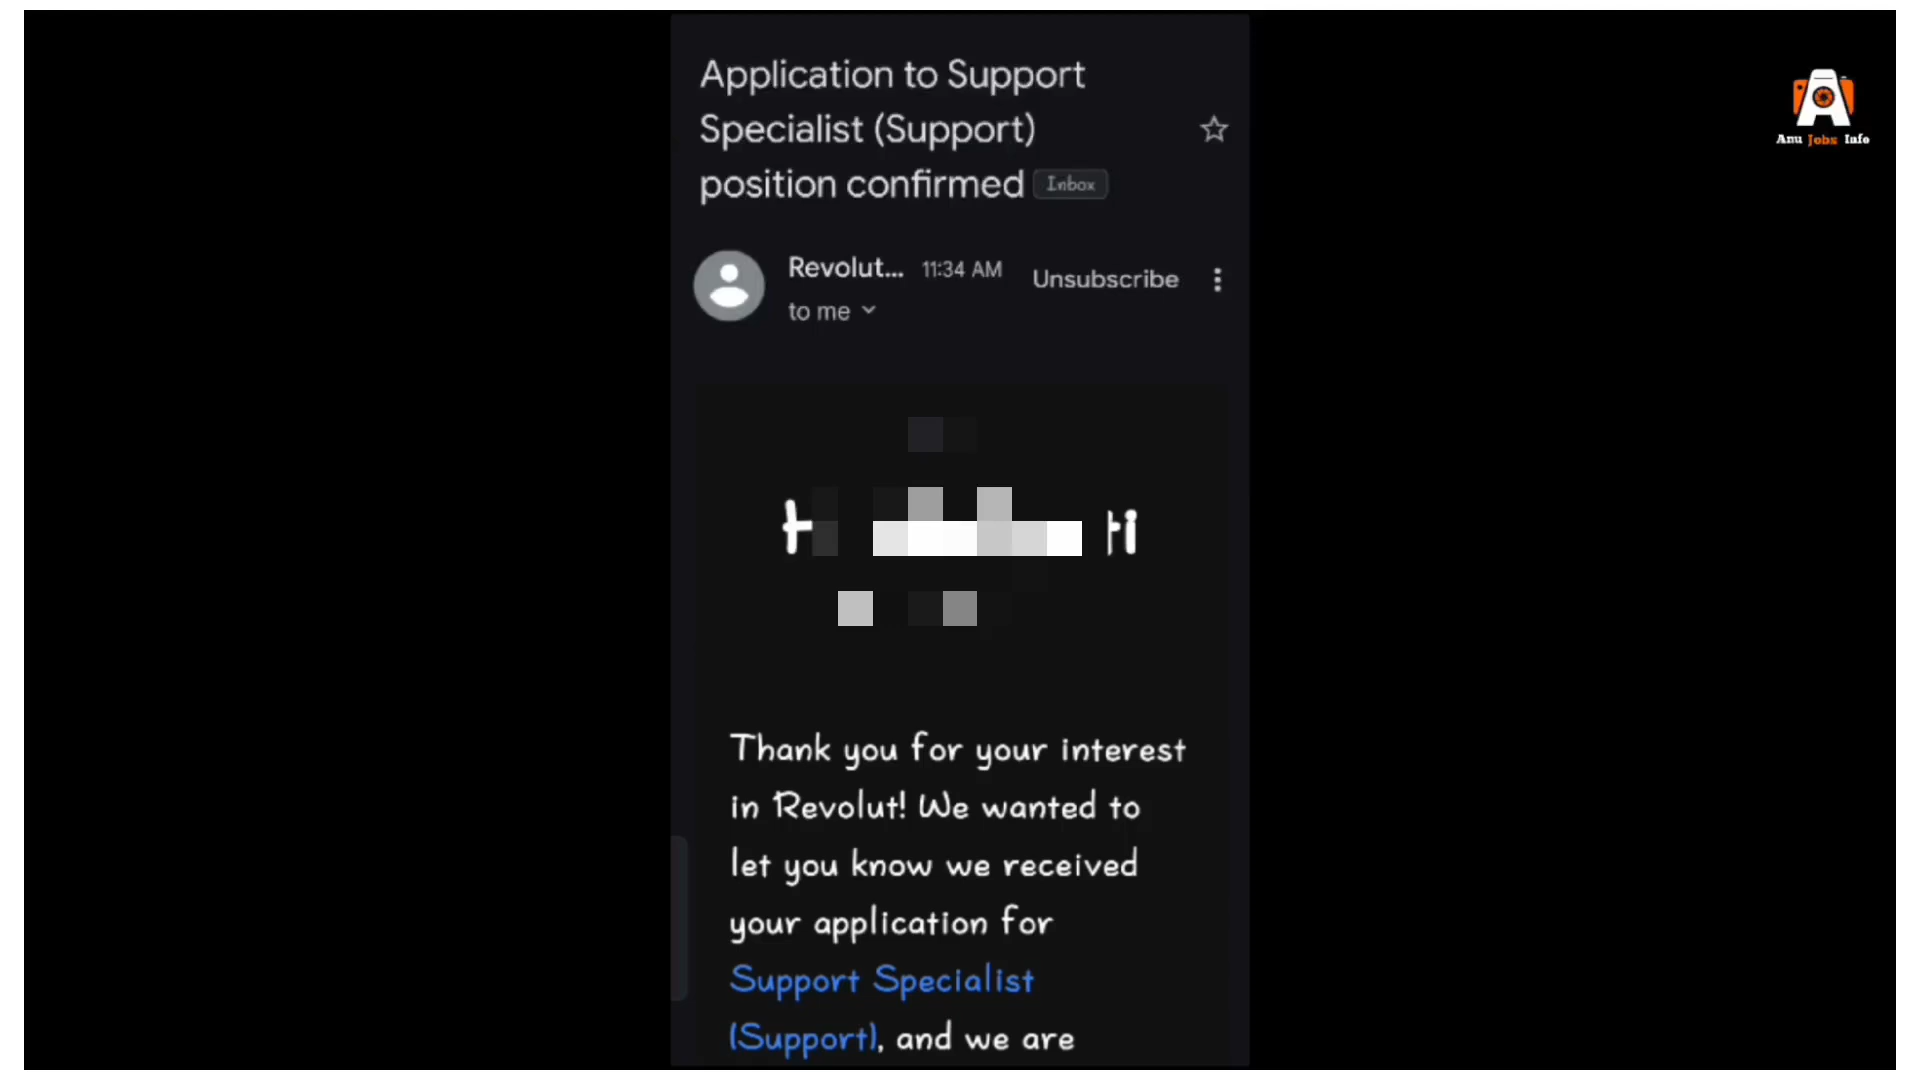 Application to Support
Specialist (Support)
position confirmed Inbox
Revolut... 11:34 AM Unsubscribe
to me
Thank you for your interest
in Revolut! We wanted to
let you know we received
your application for
Support Specialist
(Support), and we are
Anu Jobs Info